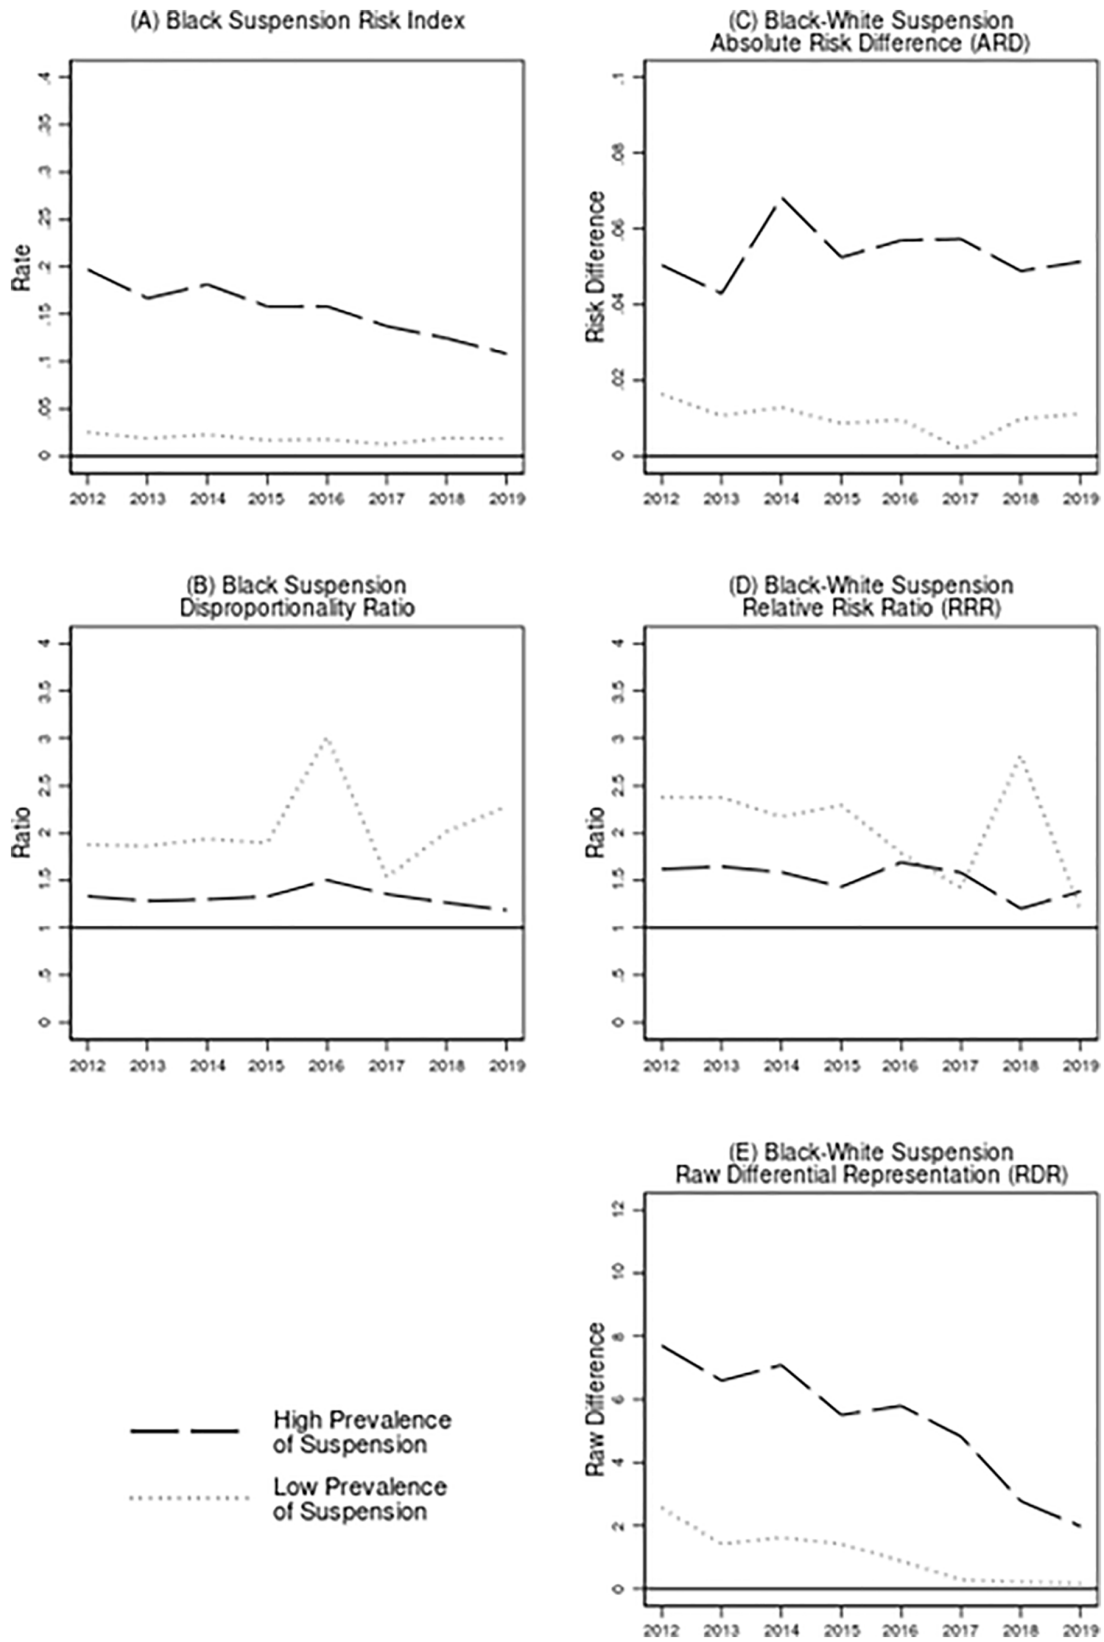 (A) Black Suspension Risk Index
Rate
.4
.35
.3
.25
.2
.15
.1
.05
0
2012 2013 2014 2015 2016 2017 2018 2019
(C) Black-White Suspension
Absolute Risk Difference (ARD)
Risk Difference
.1
.08
.06
.04
.02
0
2012 2013 2014 2015 2016 2017 2018 2019
(B) Black Suspension
Disproportionality Ratio
Ratio
4
3.5
3
2.5
2
1.5
1
.5
0
2012 2013 2014 2015 2016 2017 2018 2019
(D) Black-White Suspension
Relative Risk Ratio (RRR)
Ratio
4
3.5
3
2.5
2
1.5
1
.5
0
2012 2013 2014 2015 2016 2017 2018 2019
(E) Black-White Suspension
Raw Differential Representation (RDR)
Raw Difference
12
10
8
6
4
2
0
2012 2013 2014 2015 2016 2017 2018 2019
High Prevalence
of Suspension
Low Prevalence
of Suspension